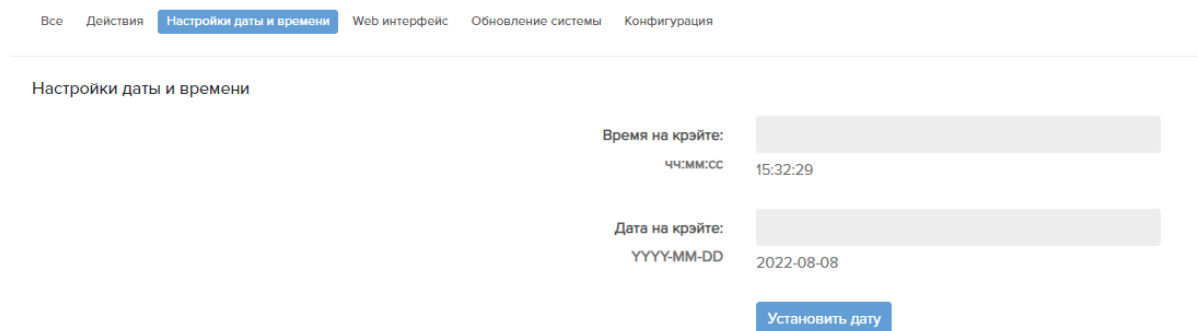 Все Действия Настройки даты и времени Web интерфейс Обновление системы Конфигурация
Настройки даты и времени
Время на крэйте:
чч:мм:сс
15:32:29
Дата на крэйте:
YYYY-MM-DD
2022-08-08
Установить дату